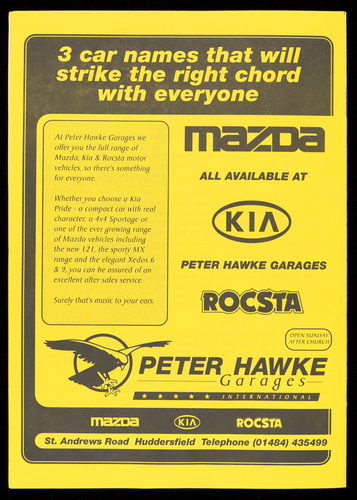 3 car names that will
strike the right chord
with everyone
At Peter Hawke Garages we
offer you the full range of
Mazda, Kia & Rocsta motor
vehicles, so there's something
for everyone.
Whether you choose a Kia
Pride - a compact car with real
character, a 4x4 Sportage or
one of the ever growing range
of Mazda vehicles including
the new 121, the sporty MX
range and the elegant Xedos 6
& 9, you can be assured of an
excellent after sales service.
Surely that's music to your ears.
mazda
ALL AVAILABLE AT
KIA
PETER HAWKE GARAGES
ROCSTA
OPEN SUNDAY
AFTER CHURCH
PETER HAWKE
Garages
INTERNATIONAL
mazda KIA ROCSTA
St. Andrews Road Huddersfield Telephone (01484) 435499